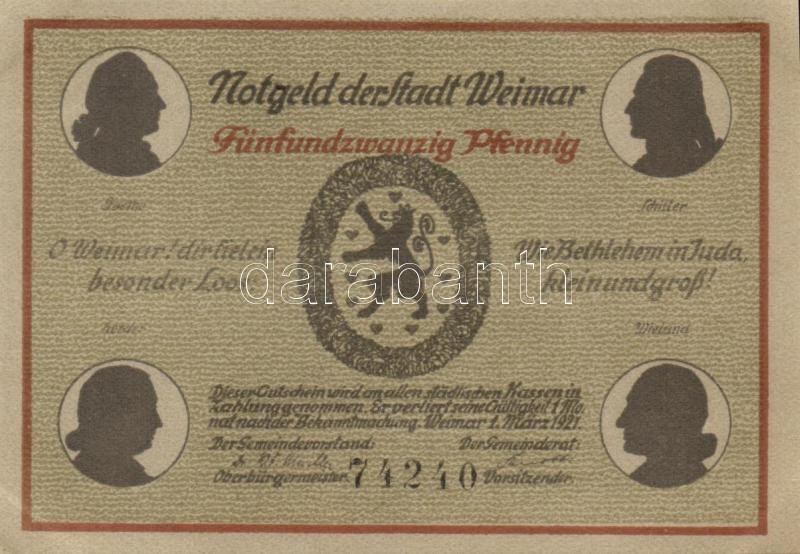 Notgeld der Stadt Weimar
Fünfundzwanzig Pfennig
Goethe
Schiller
O Weimar! dir fiel ein
besonder Loos:
Wie Bethlehem in Juda,
klein und groß!
darabanth
Herder
Wieland
Dieser Gutschein wird an allen städtischen Kassen in
Zahlung genommen. Er verliert seine Gültigkeit 1 Mo,
nat nach der Bekanntmachung. Weimar 1. März 1921.
Der Gemeindevorstand:
Der Gemeinderat:
Oberbürgermeister.
74240
Vorsitzender.